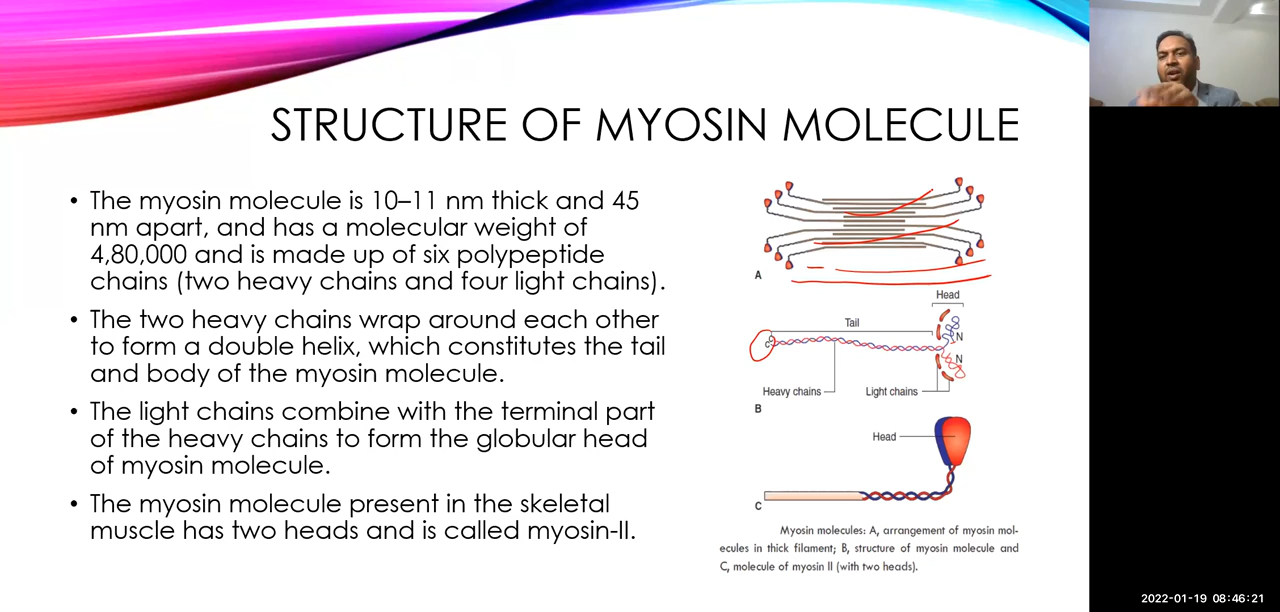 STRUCTURE OF MYOSIN MOLECULE
• The myosin molecule is 10–11 nm thick and 45
nm apart, and has a molecular weight of
4,80,000 and is made up of six polypeptide
chains (two heavy chains and four light chains).
• The two heavy chains wrap around each other
to form a double helix, which constitutes the tail
and body of the myosin molecule.
• The light chains combine with the terminal part
of the heavy chains to form the globular head
of myosin molecule.
• The myosin molecule present in the skeletal
muscle has two heads and is called myosin-II.
A
Head
Tail
C
N
N
Heavy chains
Light chains
B
Head
C
Myosin molecules: A, arrangement of myosin mol-
ecules in thick filament; B, structure of myosin molecule and
C, molecule of myosin II (with two heads).
2022-01-19 08:46:21